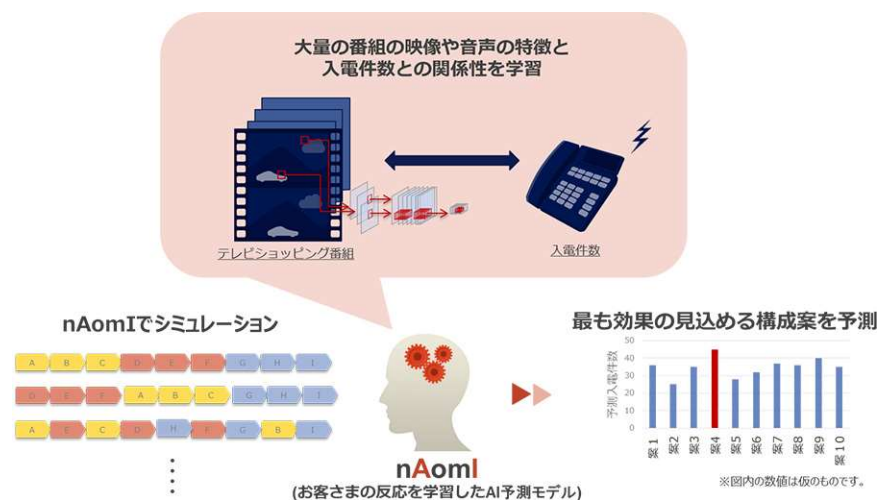 大量の番組の映像や音声の特徴と
入電件数との関係性を学習
テレビショッピング番組
入電件数
nAomIでシミュレーション
A B C D E F G H I
D E F A B C G H I
A E C D H F G B I
nAomI
(お客さまの反応を学習したAI予測モデル)
最も効果の見込める構成案を予測
予測入電件数
50
40
30
20
10
0
案1
案2
案3
案4
案5
案6
案7
案8
案9
案10
※図内の数値は仮のものです。